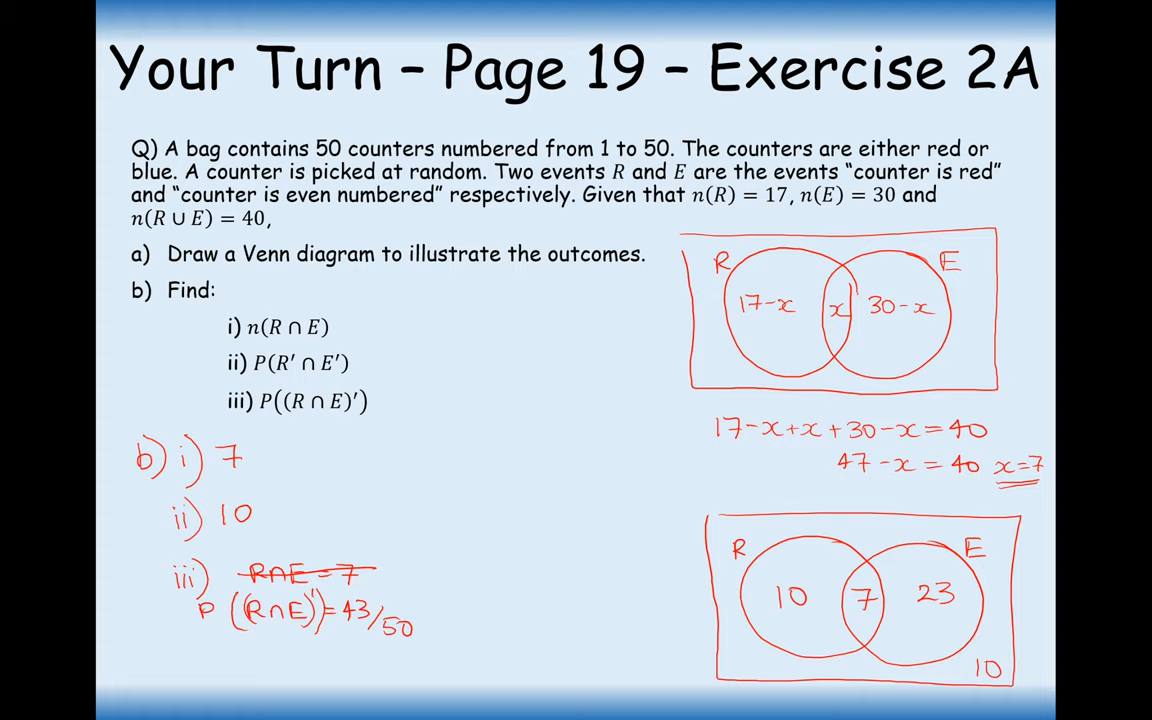 Your Turn – Page 19 – Exercise 2A
Q) A bag contains 50 counters numbered from 1 to 50. The counters are either red or
blue. A counter is picked at random. Two events R and E are the events “counter is red”
and “counter is even numbered” respectively. Given that n(R) = 17, n(E) = 30 and
n(R ∪ E) = 40,
a) Draw a Venn diagram to illustrate the outcomes.
b) Find:
i) n(R ∩ E)
ii) P(R′ ∩ E′)
iii) P((R ∩ E)′)
R E
17-x x 30-x
17-x+x+30-x=40
47-x=40 x=7
b) i) 7
ii) 10
iii) R∩E=7
P((R∩E)')=43/50
R E
10 7 23
10